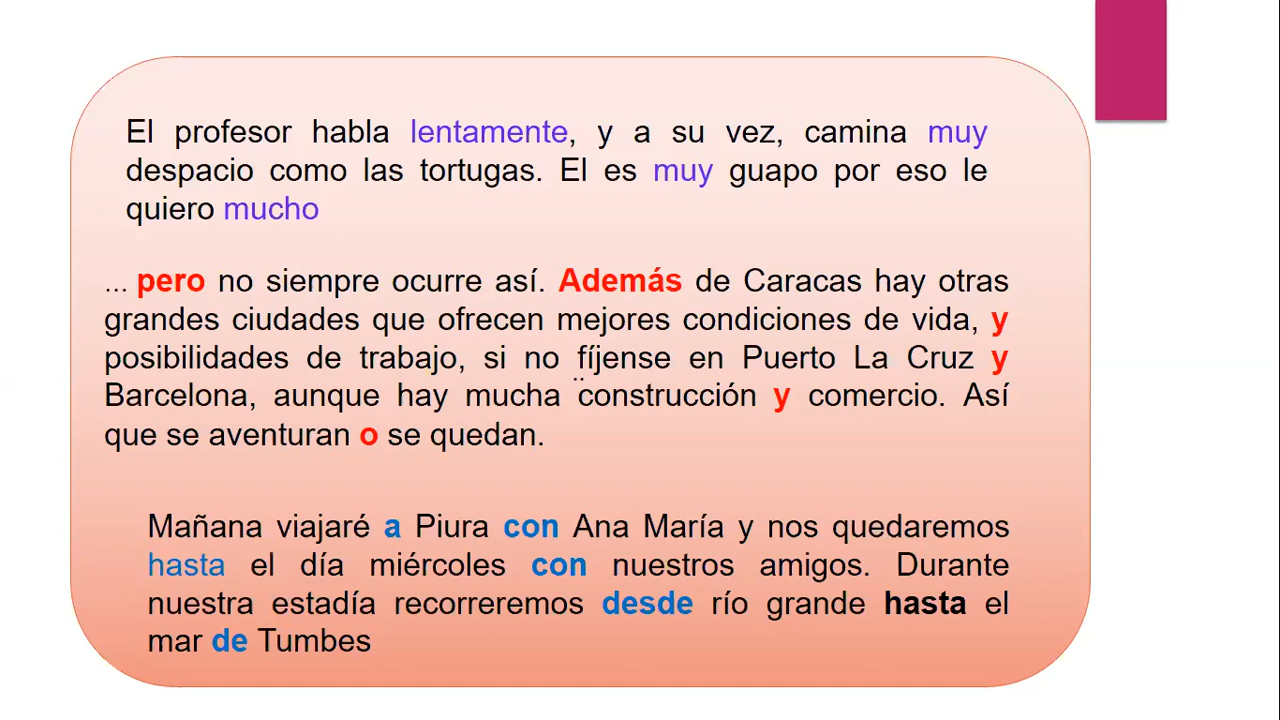 El profesor habla lentamente, y a su vez, camina muy
despacio como las tortugas. El es muy guapo por eso le
quiero mucho
... pero no siempre ocurre así. Además de Caracas hay otras
grandes ciudades que ofrecen mejores condiciones de vida, y
posibilidades de trabajo, si no fíjense en Puerto La Cruz y
Barcelona, aunque hay mucha construcción y comercio. Así
que se aventuran o se quedan.
Mañana viajaré a Piura con Ana María y nos quedaremos
hasta el día miércoles con nuestros amigos. Durante
nuestra estadía recorreremos desde río grande hasta el
mar de Tumbes